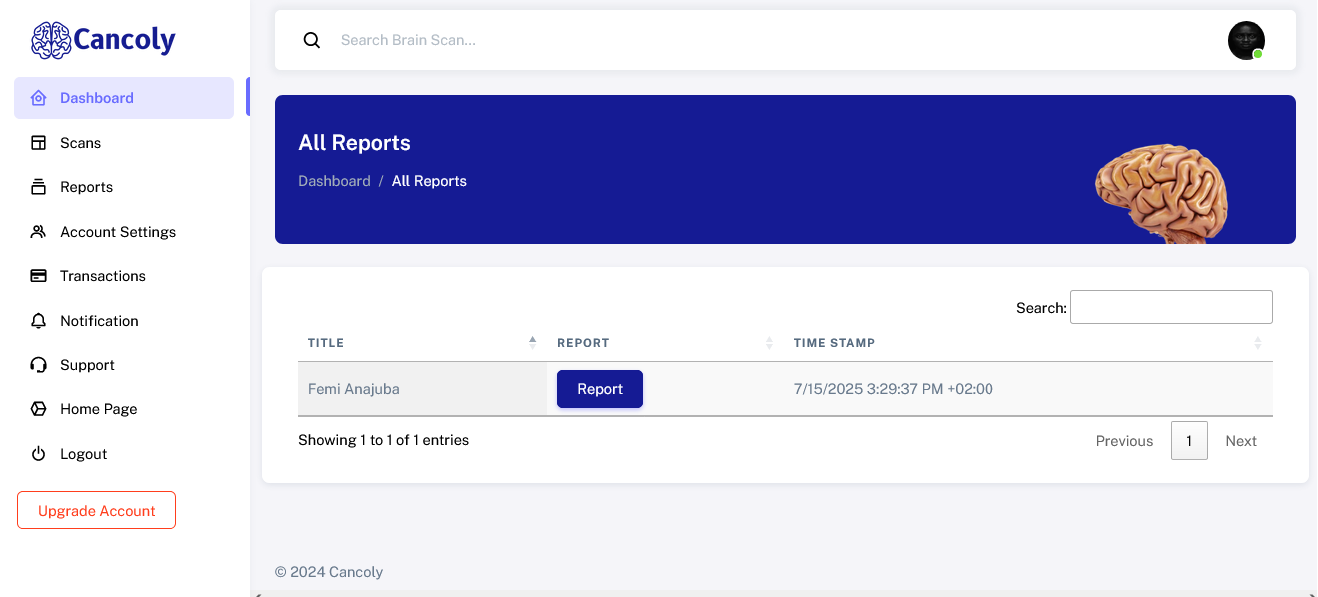 Cancoly
Dashboard
Scans
Reports
Account Settings
Transactions
Notification
Support
Home Page
Logout
Upgrade Account
Search Brain Scan...
All Reports
Dashboard / All Reports
Search:
TITLE REPORT TIME STAMP
Femi Anajuba Report 7/15/2025 3:29:37 PM +02:00
Showing 1 to 1 of 1 entries
Previous 1 Next
© 2024 Cancoly